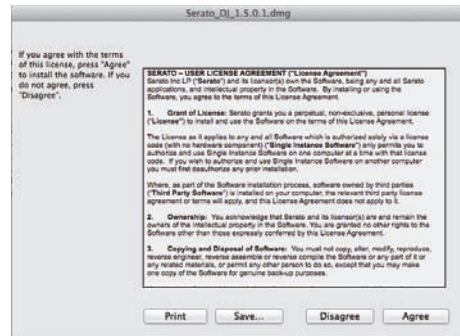 Serato_DJ_1.5.0.1.dmg
If you agree with the terms
of this license, press "Agree"
to install the software. If you
do not agree, press
"Disagree".
SERATO – USER LICENSE AGREEMENT ("License Agreement")
Serato Inc LP ("Serato") and its licensor(s) own the Software, being any and all Serato
applications, and intellectual property in the Software. By installing or using the
Software, you agree to the terms of this License Agreement.
1. Grant of License: Serato grants you a perpetual, non-exclusive, personal license
("License") to install and use the Software on the terms of this License Agreement.
The License as it applies to any and all Software which is authorized solely via a license
code (with no hardware component) ("Single Instance Software") only permits you to
authorize and use Single Instance Software on one computer at a time with that license
code. If you wish to authorize and use Single Instance Software on another computer
you must first deauthorize any prior installation.
Where, as part of the Software installation process, software owned by third parties
("Third Party Software") is installed on your computer, the relevant third party license
agreement or terms will apply, and this License Agreement does not apply to it.
2. Ownership: You acknowledge that Serato and its licensor(s) are and remain the
owners of the intellectual property in the Software. You are granted no other rights to the
Software other than those expressly conferred by this License Agreement.
3. Copying and Disposal of Software: You must not copy, alter, modify, reproduce,
reverse engineer, reverse assemble or reverse compile the Software or any part of it or
any related materials, or permit any other person to do so, except that you may make
one copy of the Software for genuine back-up purposes.
Print Save... Disagree Agree